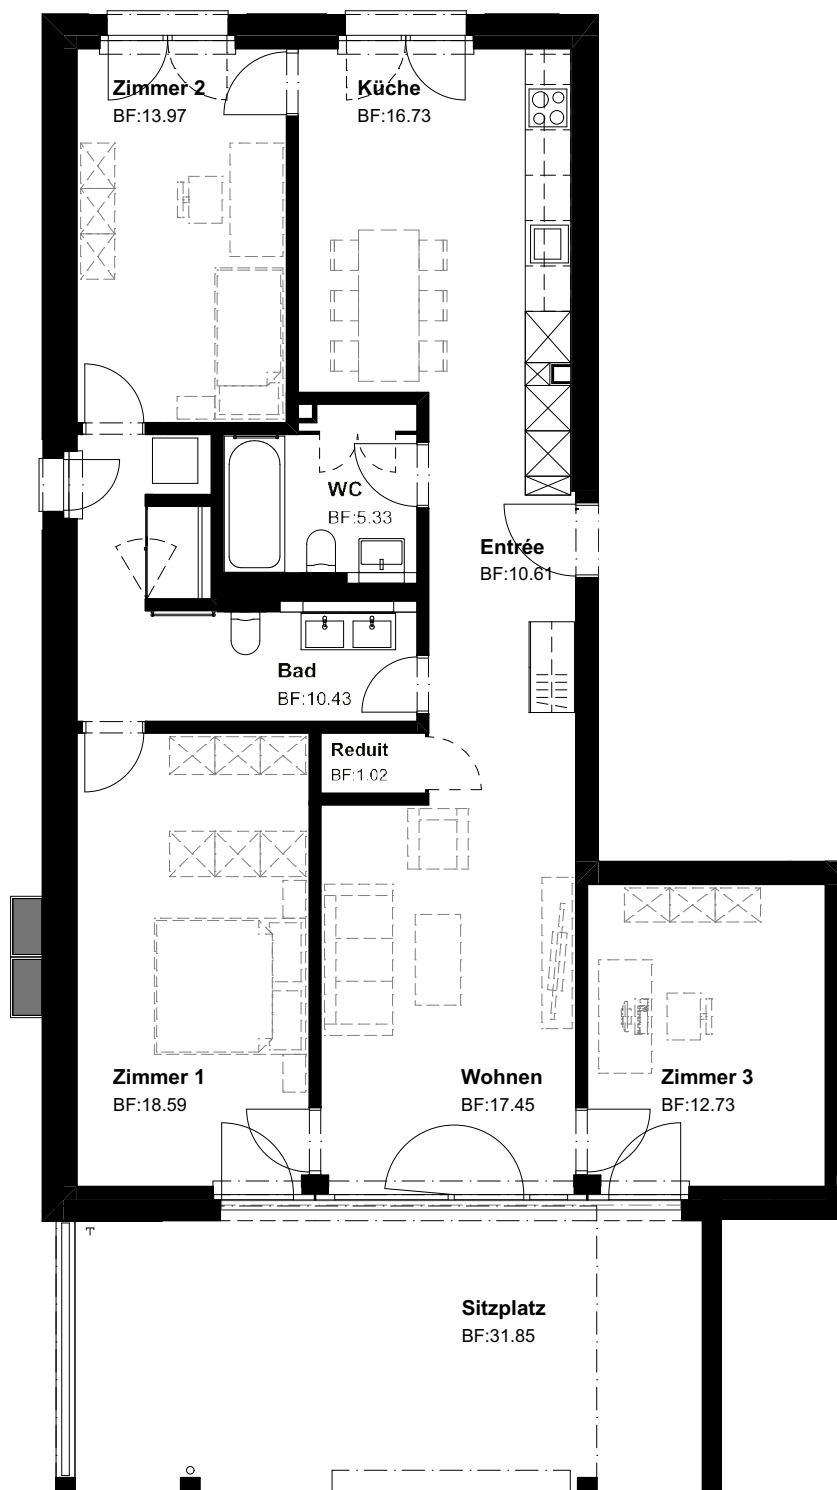 Zimmer 2
BF:13.97
Küche
BF:16.73
WC
BF:5.33
Entrée
BF:10.61
Bad
BF:10.43
Reduit
BF:1.02
Zimmer 1
BF:18.59
Wohnen
BF:17.45
Zimmer 3
BF:12.73
T
Sitzplatz
BF:31.85